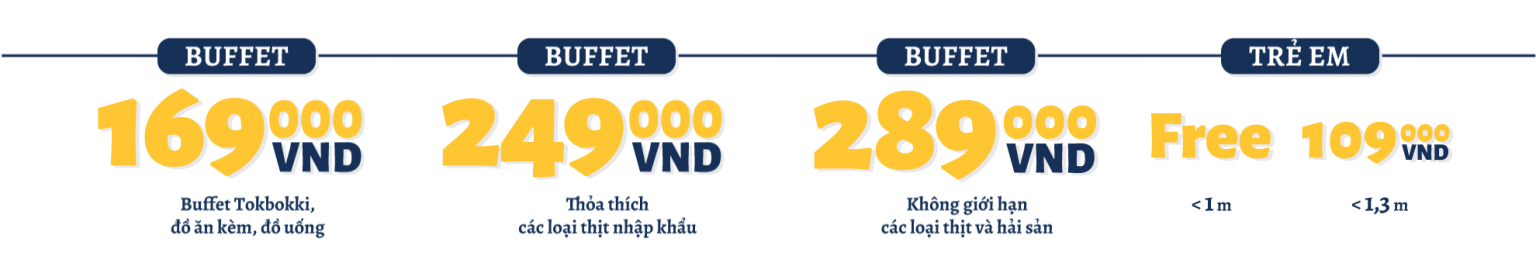 BUFFET
169000 VND
Buffet Tokbokki,
đồ ăn kèm, đồ uống
BUFFET
249000 VND
Thỏa thích
các loại thịt nhập khẩu
BUFFET
289000 VND
Không giới hạn
các loại thịt và hải sản
TRẺ EM
Free
< 1 m
109000 VND
< 1,3 m